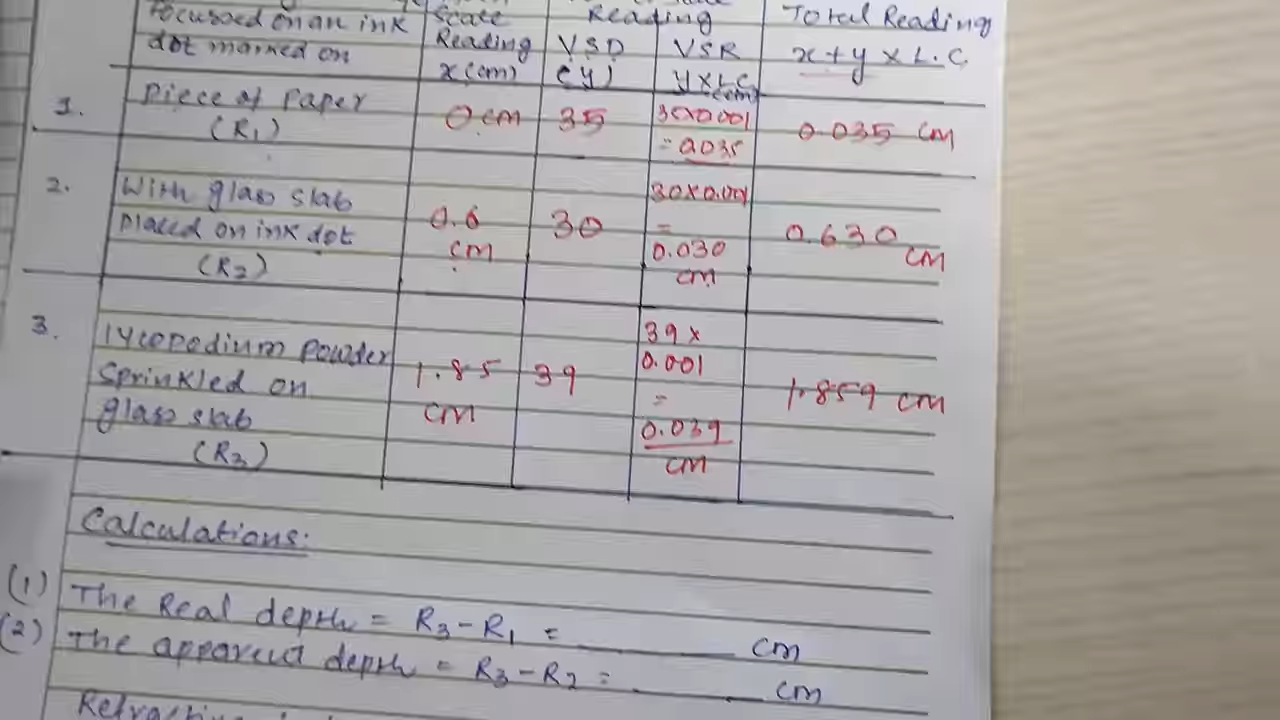 focussed on an ink
dot marked on
Scale
Reading
x(cm)
Reading
VSD
(y)
VSR
y×L.C
(cm)
Total Reading
x + y × L.C.
1.
Piece of Paper
(R1)
0 cm
35
35×0.001
= 0.035
0.035 cm
2.
With glass slab
placed on ink dot
(R2)
0.6
cm
30
30×0.001
=
0.030
cm
0.630
cm
3.
lycopodium powder
sprinkled on
glass slab
(R3)
1.85
cm
39
39 ×
0.001
=
0.039
cm
1.859 cm
Calculations:
(1) The Real depth = R3 - R1 = ______ cm
(2) The apparent depth = R3 - R2 = ______ cm